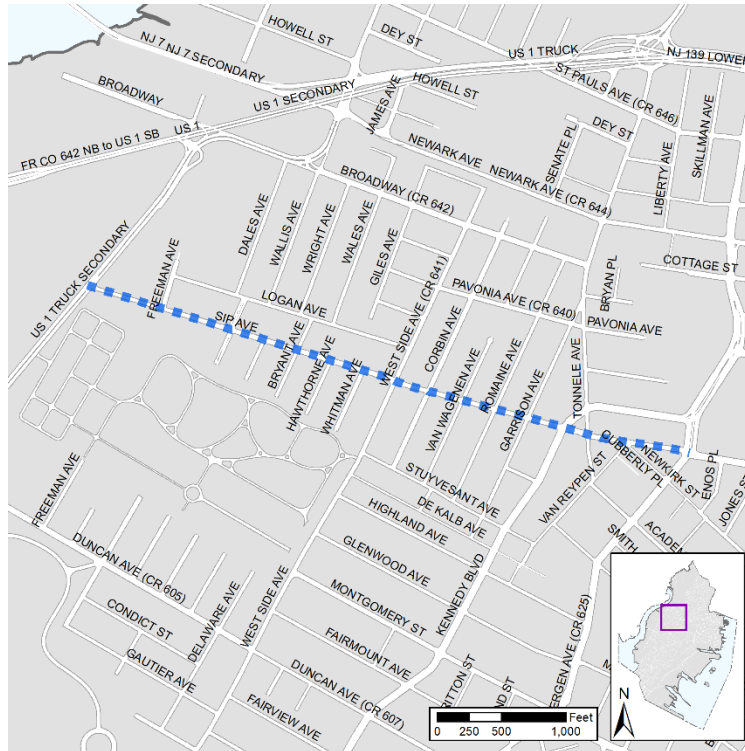 HOWELL ST
DEY ST
NJ 7 NJ 7 SECONDARY
US 1 TRUCK
NJ 139 LOWER
BROADWAY
US 1 SECONDARY
JAMES AVE
HOWELL ST
ST PAULS AVE (CR 646)
SKILLMAN AVE
DEY ST
FR CO 642 NB to US 1 SB
US 1
NEWARK AVE
SENATE PL
LIBERTY AVE
BROADWAY (CR 642)
NEWARK AVE (CR 644)
DALES AVE
WALLIS AVE
WRIGHT AVE
WALES AVE
GILES AVE
WEST SIDE AVE (CR 641)
COTTAGE ST
BRYAN PL
US 1 TRUCK SECONDARY
FREEMAN AVE
LOGAN AVE
PAVONIA AVE (CR 640)
PAVONIA AVE
SIP AVE
CORBIN AVE
BRYANT AVE
HAWTHORNE AVE
WHITMAN AVE
VAN WAGENEN AVE
ROMAINE AVE
GARRISON AVE
TONNELE AVE
CUBBERLY PL
NEWKIRK ST
ENOS PL
JONES S
FREEMAN AVE
STUYVESANT AVE
DE KALB AVE
VAN REYPEN ST
HIGHLAND AVE
SMITH
ACADEM
GLENWOOD AVE
DUNCAN AVE (CR 605)
KENNEDY BLVD
MONTGOMERY ST
CONDICT ST
DELAWARE AVE
WEST SIDE AVE
FAIRMOUNT AVE
ERGEN AVE (CR 625)
GAUTIER AVE
DUNCAN AVE (CR 607)
RITTON ST
ND ST
M
FAIRVIEW AVE
N
Feet
0 250 500 1,000